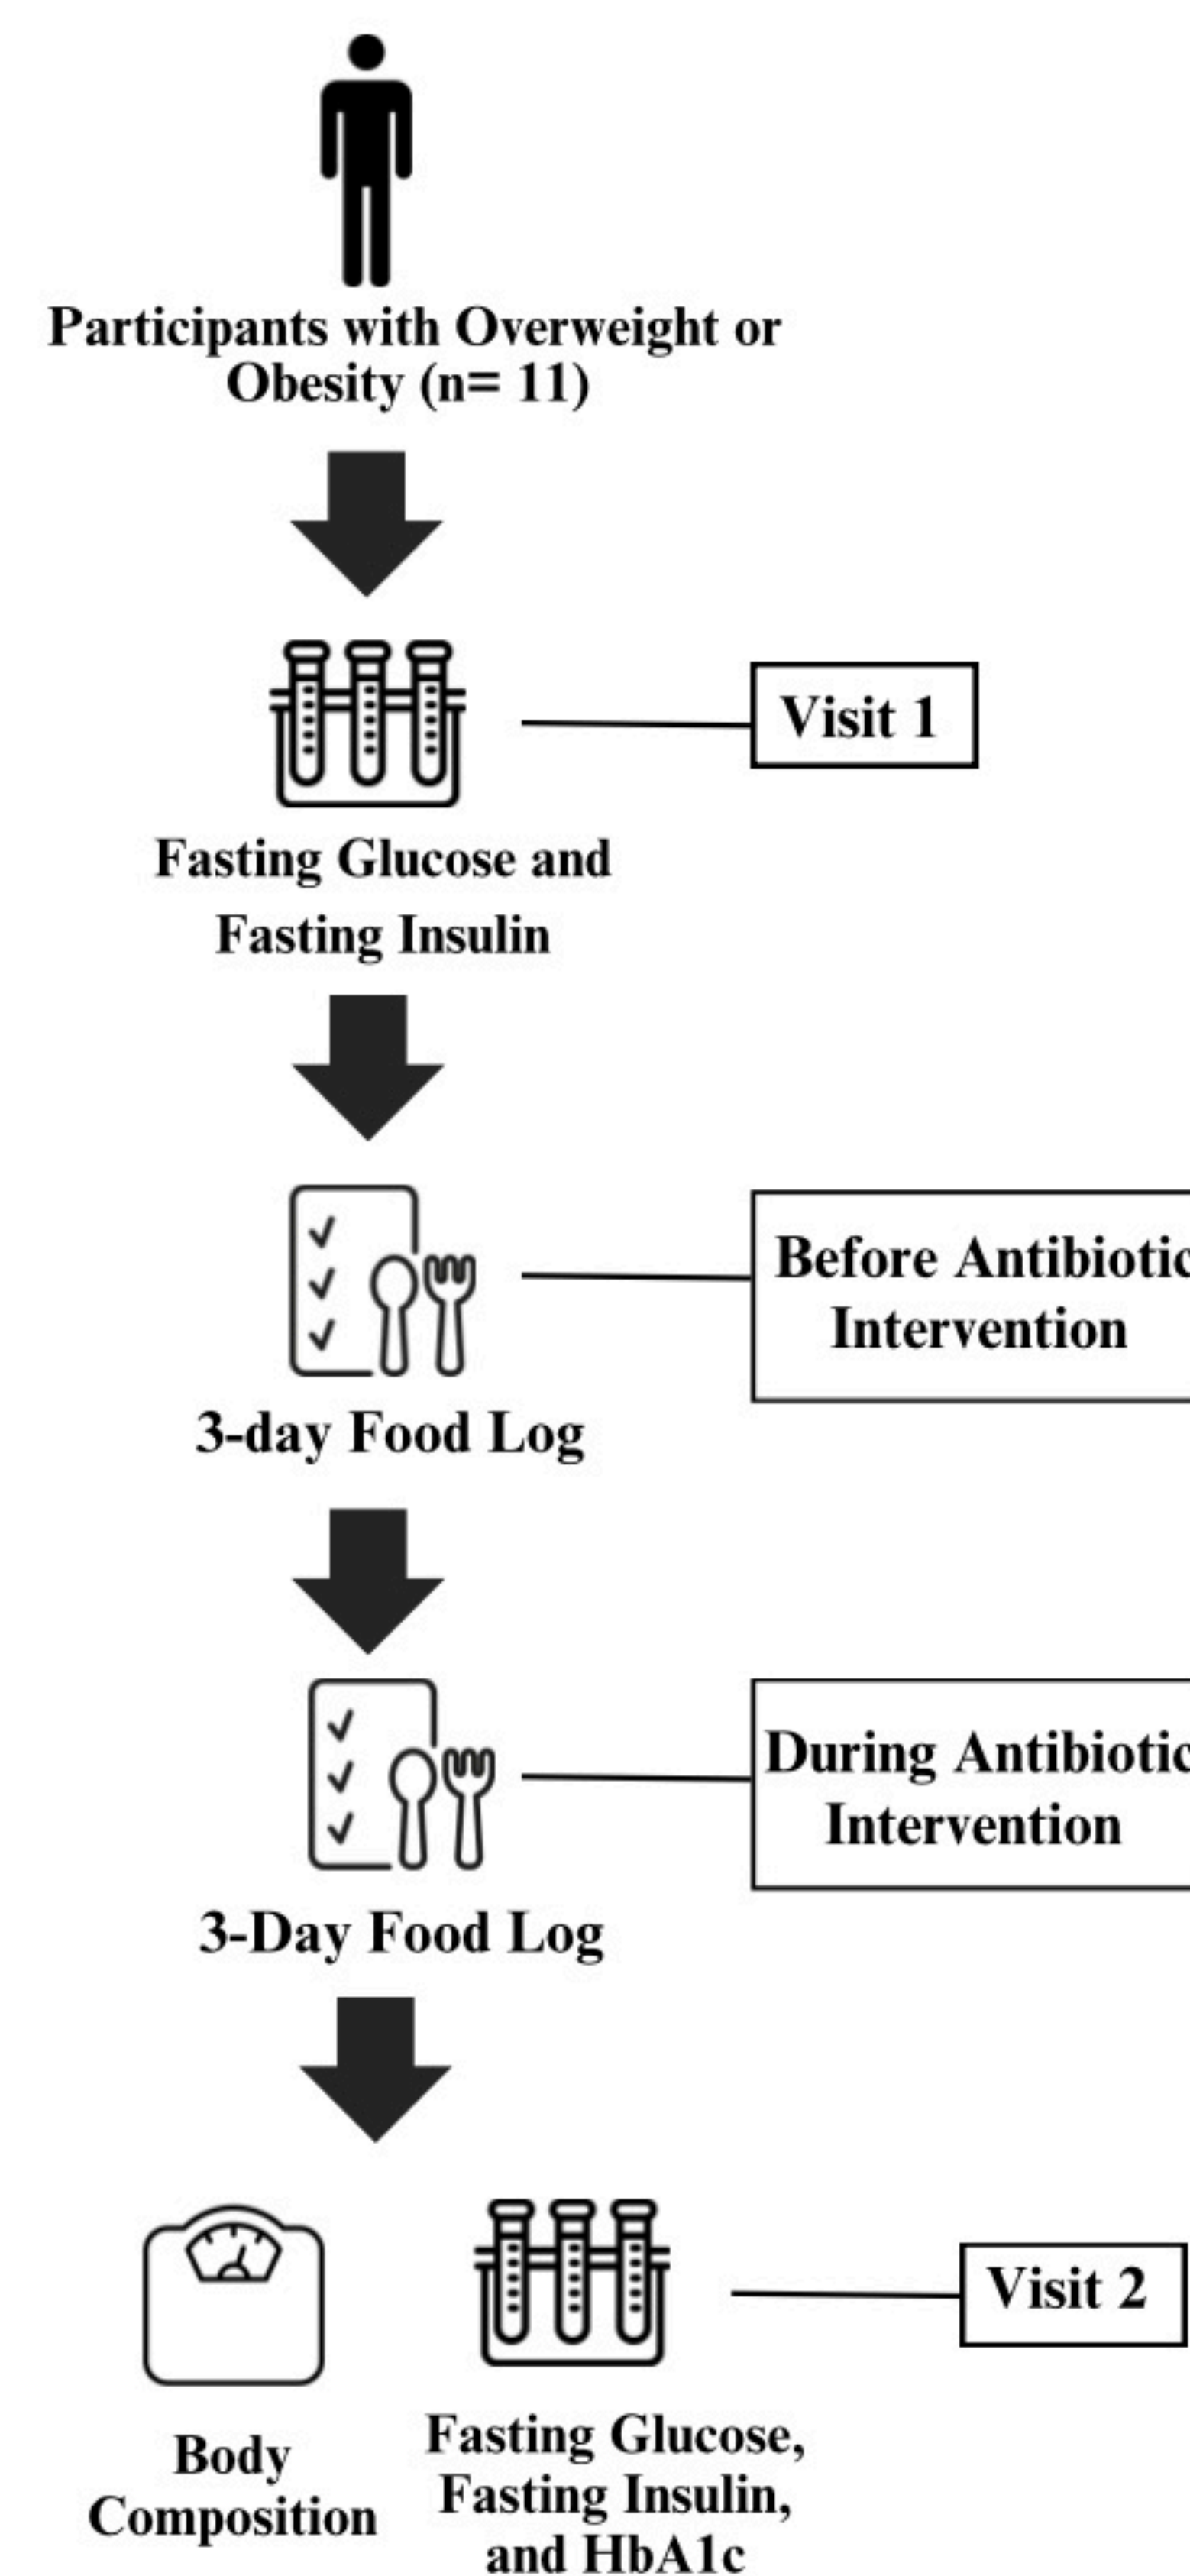 Participants with Overweight or
Obesity (n= 11)
Visit 1
Fasting Glucose and
Fasting Insulin
Before Antibiotic
Intervention
3-day Food Log
During Antibiotic
Intervention
3-Day Food Log
Visit 2
Body
Composition
Fasting Glucose,
Fasting Insulin,
and HbA1c